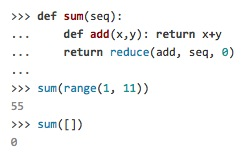 >>> def sum(seq):
...     def add(x,y): return x+y
...     return reduce(add, seq, 0)
...
>>> sum(range(1, 11))
55
>>> sum([])
0